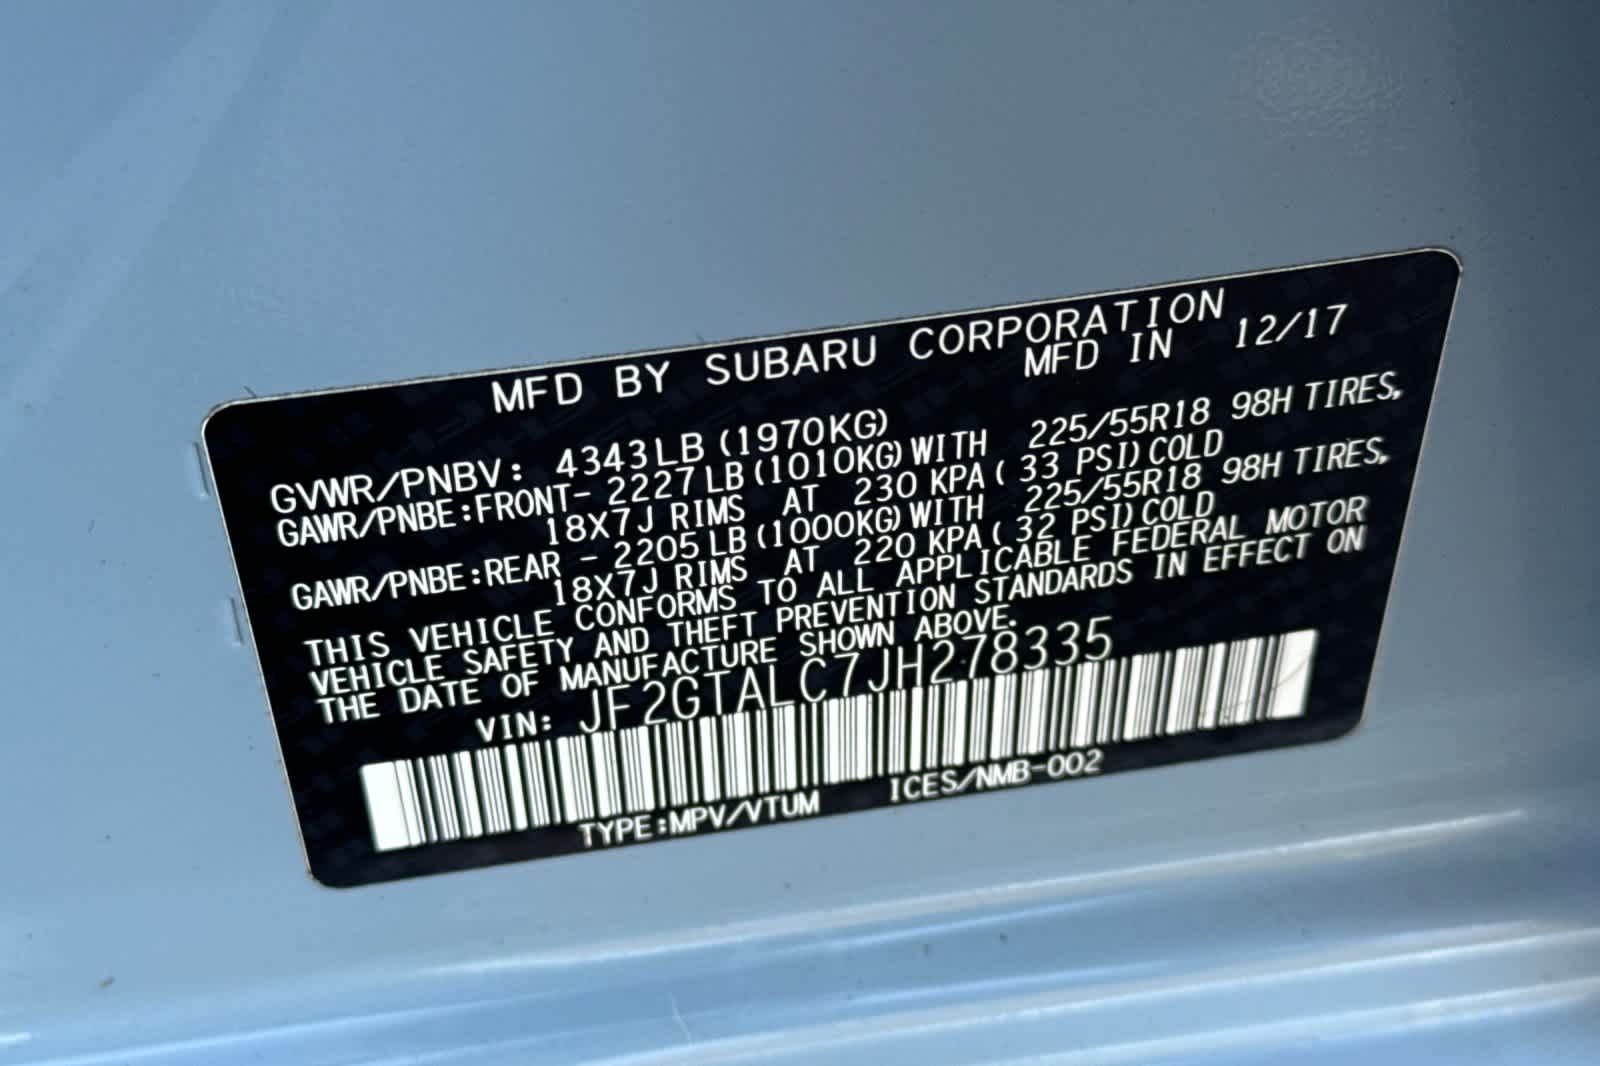 MFD BY SUBARU CORPORATION
MFD IN 12/17
GVWR/PNBV: 4343LB (1970KG)
GAWR/PNBE:FRONT- 2227LB (1010KG) WITH 225/55R18 98H TIRES,
18X7J RIMS AT 230 KPA ( 33 PSI) COLD
GAWR/PNBE:REAR - 2205LB (1000KG) WITH 225/55R18 98H TIRES,
18X7J RIMS AT 220 KPA ( 32 PSI) COLD
THIS VEHICLE CONFORMS TO ALL APPLICABLE FEDERAL MOTOR
VEHICLE SAFETY AND THEFT PREVENTION STANDARDS IN EFFECT ON
THE DATE OF MANUFACTURE SHOWN ABOVE.
VIN: JF2GTALC7JH278335
TYPE:MPV/VTUM ICES/NMB-002